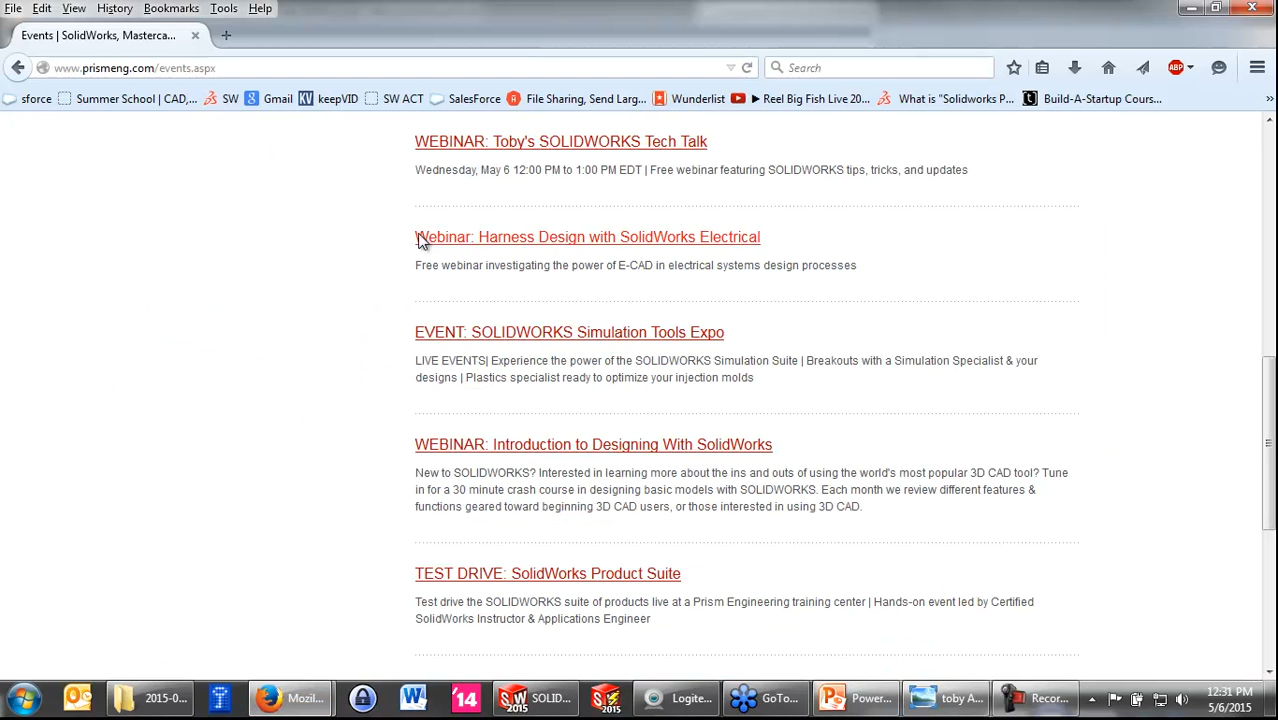 File Edit View History Bookmarks Tools Help
Events | SolidWorks, Masterca...
www.prismeng.com/events.aspx
Search
ABP
sforce Summer School | CAD,... SW Gmail keepVID SW ACT SalesForce File Sharing, Send Larg... Wunderlist Reel Big Fish Live 20... What is "Solidworks P... Build-A-Startup Cours...
WEBINAR: Toby's SOLIDWORKS Tech Talk
Wednesday, May 6 12:00 PM to 1:00 PM EDT | Free webinar featuring SOLIDWORKS tips, tricks, and updates
Webinar: Harness Design with SolidWorks Electrical
Free webinar investigating the power of E-CAD in electrical systems design processes
EVENT: SOLIDWORKS Simulation Tools Expo
LIVE EVENTS| Experience the power of the SOLIDWORKS Simulation Suite | Breakouts with a Simulation Specialist & your
designs | Plastics specialist ready to optimize your injection molds
WEBINAR: Introduction to Designing With SolidWorks
New to SOLIDWORKS? Interested in learning more about the ins and outs of using the world's most popular 3D CAD tool? Tune
in for a 30 minute crash course in designing basic models with SOLIDWORKS. Each month we review different features &
functions geared toward beginning 3D CAD users, or those interested in using 3D CAD.
TEST DRIVE: SolidWorks Product Suite
Test drive the SOLIDWORKS suite of products live at a Prism Engineering training center | Hands-on event led by Certified
SolidWorks Instructor & Applications Engineer
2015-0... Mozil... '14 SOLID... Logite... GoTo... Power... toby A... Recor... 12:31 PM
5/6/2015